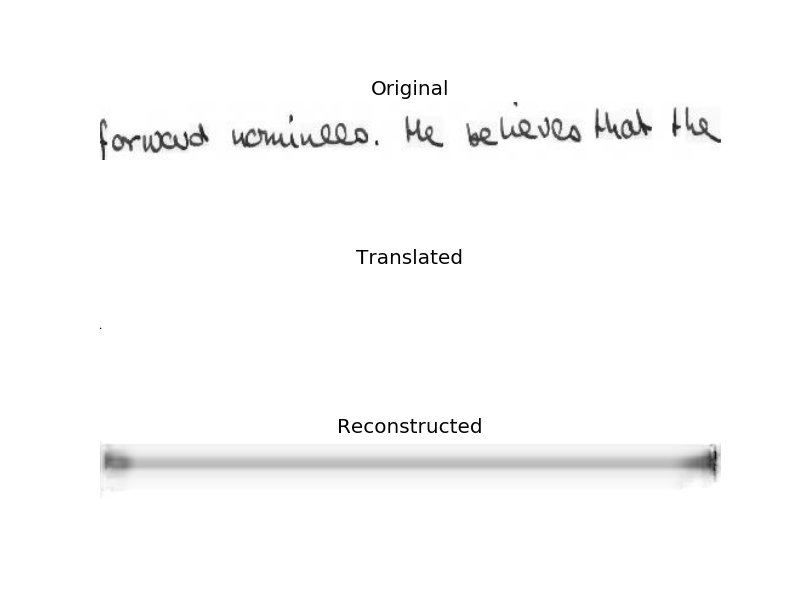 Original
forward nominees. He believes that the
Translated
Reconstructed